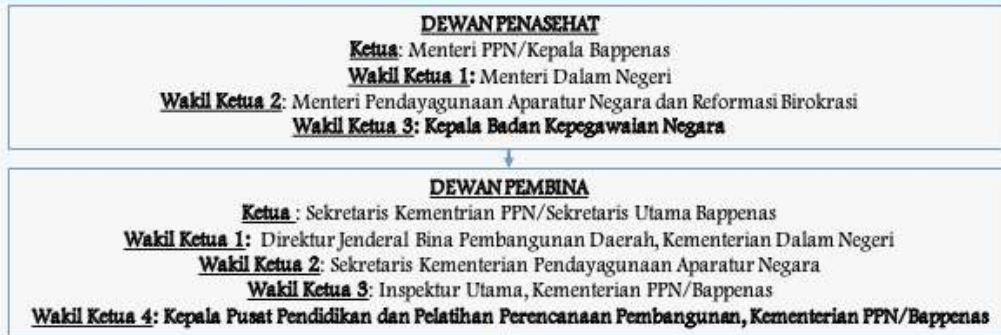 DEWAN PENASEHAT
Ketua: Menteri PPN/Kepala Bappenas
Wakil Ketua 1: Menteri Dalam Negeri
Wakil Ketua 2: Menteri Pendayagunaan Aparatur Negara dan Reformasi Birokrasi
Wakil Ketua 3: Kepala Badan Kepegawaian Negara
DEWAN PEMBINA
Ketua : Sekretaris Kementrian PPN/Sekretaris Utama Bappenas
Wakil Ketua 1: Direktur Jenderal Bina Pembangunan Daerah, Kementerian Dalam Negeri
Wakil Ketua 2: Sekretaris Kementerian Pendayagunaan Aparatur Negara
Wakil Ketua 3: Inspektur Utama, Kementerian PPN/Bappenas
Wakil Ketua 4: Kepala Pusat Pendidikan dan Pelatihan Perencanaan Pembangunan, Kementerian PPN/Bappenas